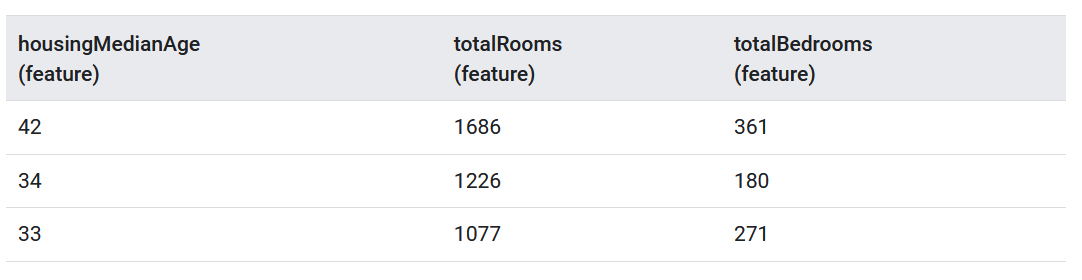 housingMedianAge totalRooms totalBedrooms
(feature) (feature) (feature)
42 1686 361
34 1226 180
33 1077 271